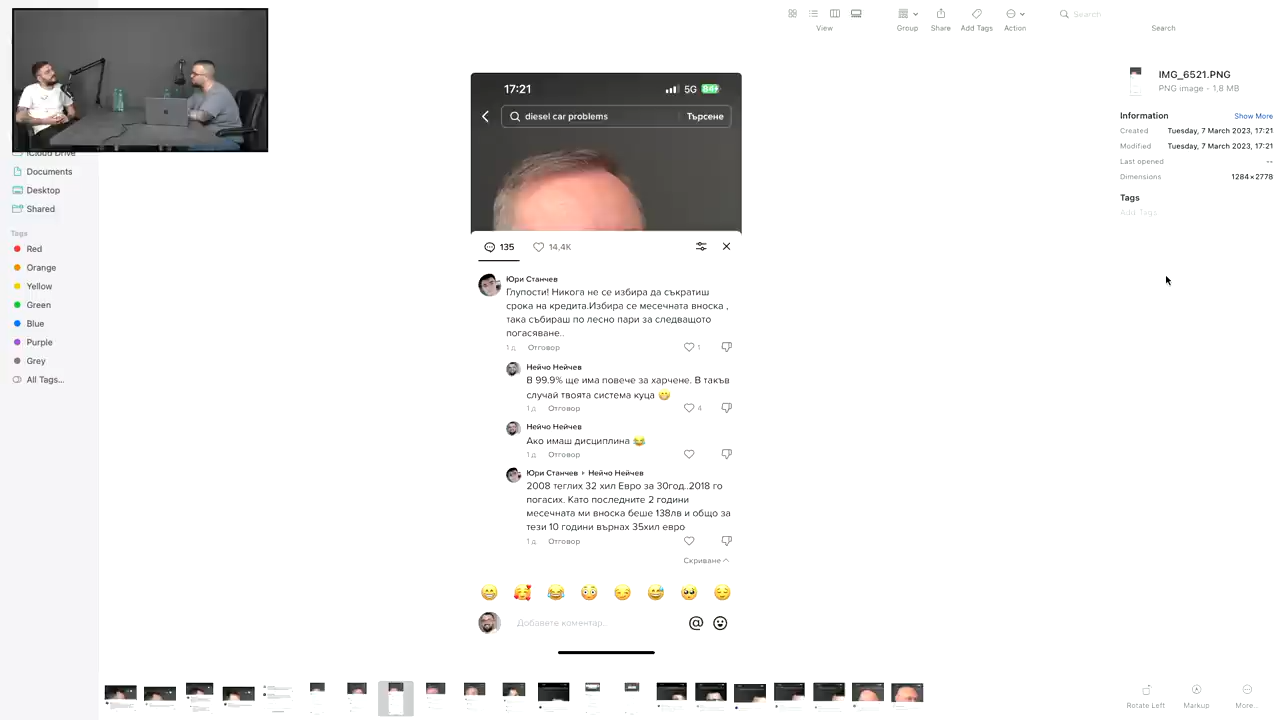 View
Group
Share
Add Tags
Action
Search
Search
iCloud Drive
Documents
Desktop
Shared
Tags
Red
Orange
Yellow
Green
Blue
Purple
Grey
All Tags...
17:21
5G
84
diesel car problems
Търсене
135
14,4K
Юри Станчев
Глупости! Никога не се избира да съкратиш
срока на кредита.Избира се месечната вноска ,
така събираш по лесно пари за следващото
погасяване..
1 д
Отговор
1
Нейчо Нейчев
В 99.9% ще има повече за харчене. В такъв
случай твоята система куца 😋
1 д
Отговор
4
Нейчо Нейчев
Ако имаш дисциплина 😂
1 д
Отговор
Юри Станчев ▸ Нейчо Нейчев
2008 теглих 32 хил Евро за 30год..2018 го
погасих. Като последните 2 години
месечната ми вноска беше 138лв и общо за
тези 10 години върнах 35хил евро
1 д
Отговор
Скриване
Добавете коментар...
IMG_6521.PNG
PNG image - 1,8 MB
Information
Show More
Created
Tuesday, 7 March 2023, 17:21
Modified
Tuesday, 7 March 2023, 17:21
Last opened
--
Dimensions
1284×2778
Tags
Add Tags
Rotate Left
Markup
More...